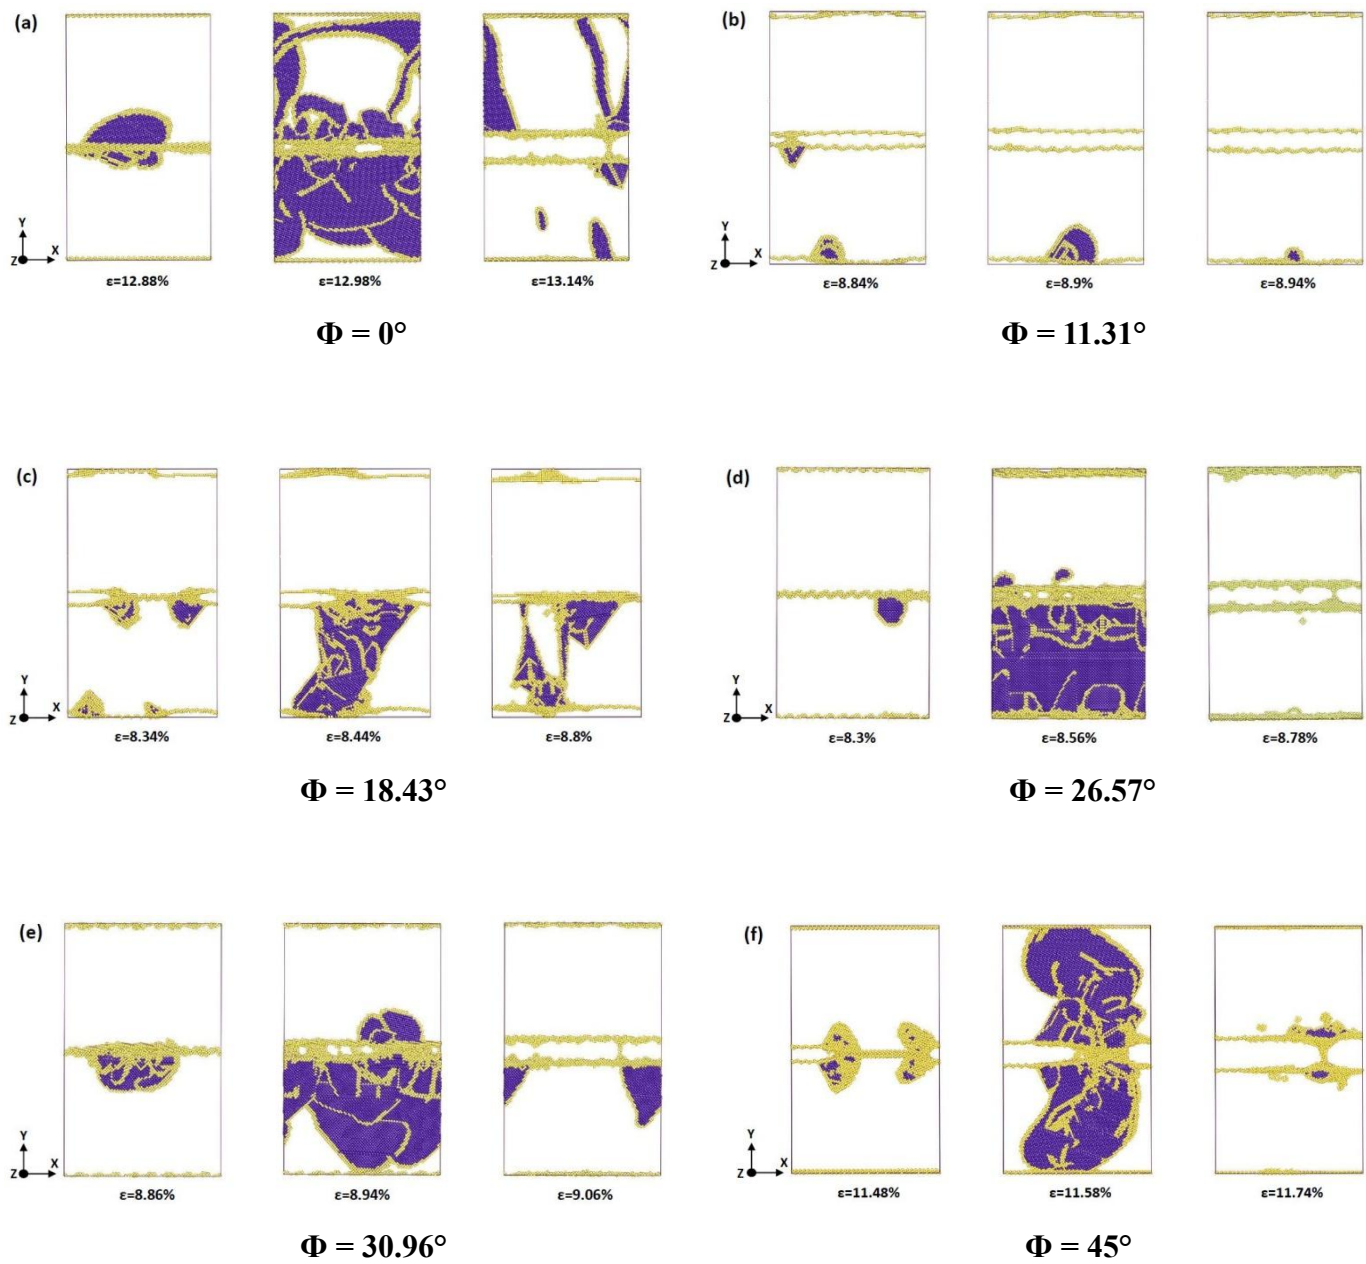 (a)
Y
X
Z
ε=12.88%
ε=12.98%
ε=13.14%
Φ = 0°
(b)
Y
X
Z
ε=8.84%
ε=8.9%
ε=8.94%
Φ = 11.31°
(c)
Y
X
Z
ε=8.34%
ε=8.44%
ε=8.8%
Φ = 18.43°
(d)
Y
X
Z
ε=8.3%
ε=8.56%
ε=8.78%
Φ = 26.57°
(e)
Y
X
Z
ε=8.86%
ε=8.94%
ε=9.06%
Φ = 30.96°
(f)
Y
X
Z
ε=11.48%
ε=11.58%
ε=11.74%
Φ = 45°